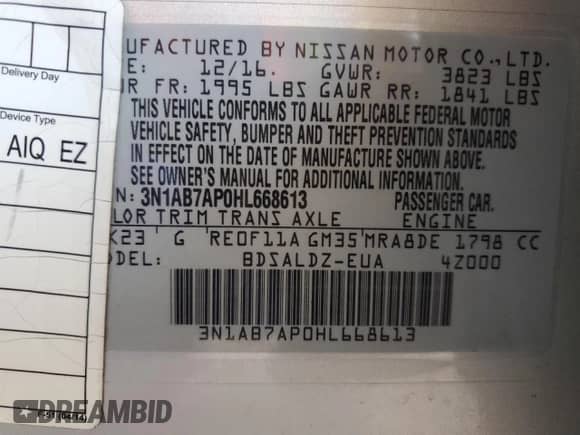 Delivery Day
Device Type
AIQ EZ
UFACTURED BY NISSAN MOTOR CO., LTD.
E: 12/16. GVWR: 3823 LBS
R FR: 1995 LBS GAWR RR: 1841 LBS
THIS VEHICLE CONFORMS TO ALL APPLICABLE FEDERAL MOTOR
VEHICLE SAFETY, BUMPER AND THEFT PREVENTION STANDARDS
IN EFFECT ON THE DATE OF MANUFACTURE SHOWN ABOVE.
SEE OWNER'S MANUAL FOR ADDITIONAL INFORMATION.
N: 3N1AB7AP0HL668613 PASSENGER CAR.
LOR TRIM TRANS AXLE ENGINE
K23 G RE0F11A GM35 MRA8DE 1798 CC
MODEL: BDSALDZ-EUA 4Z000
3N1AB7AP0HL668613
DREAMBID